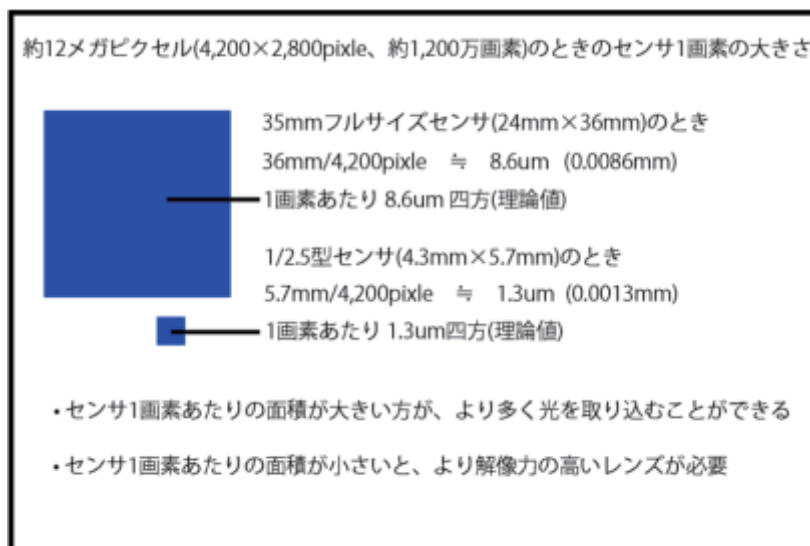 約12メガピクセル(4,200×2,800pixle、約1,200万画素)のときのセンサ1画素の大きさ
35mmフルサイズセンサ(24mm×36mm)のとき
36mm/4,200pixle ≒ 8.6um (0.0086mm)
1画素あたり 8.6um 四方(理論値)
1/2.5型センサ(4.3mm×5.7mm)のとき
5.7mm/4,200pixle ≒ 1.3um (0.0013mm)
1画素あたり 1.3um四方(理論値)
・センサ1画素あたりの面積が大きい方が、より多く光を取り込むことができる
・センサ1画素あたりの面積が小さいと、より解像力の高いレンズが必要